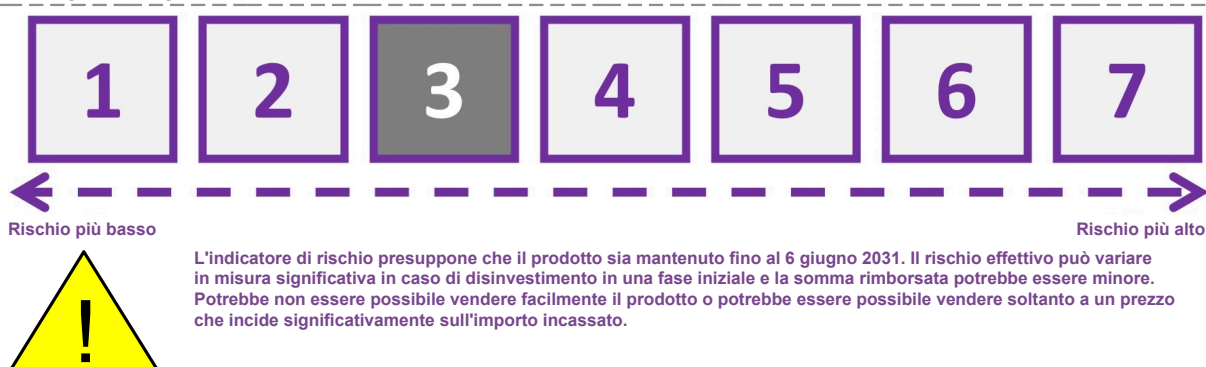 1 2 3 4 5 6 7
Rischio più basso
Rischio più alto
L'indicatore di rischio presuppone che il prodotto sia mantenuto fino al 6 giugno 2031. Il rischio effettivo può variare
in misura significativa in caso di disinvestimento in una fase iniziale e la somma rimborsata potrebbe essere minore.
Potrebbe non essere possibile vendere facilmente il prodotto o potrebbe essere possibile vendere soltanto a un prezzo
che incide significativamente sull'importo incassato.
!